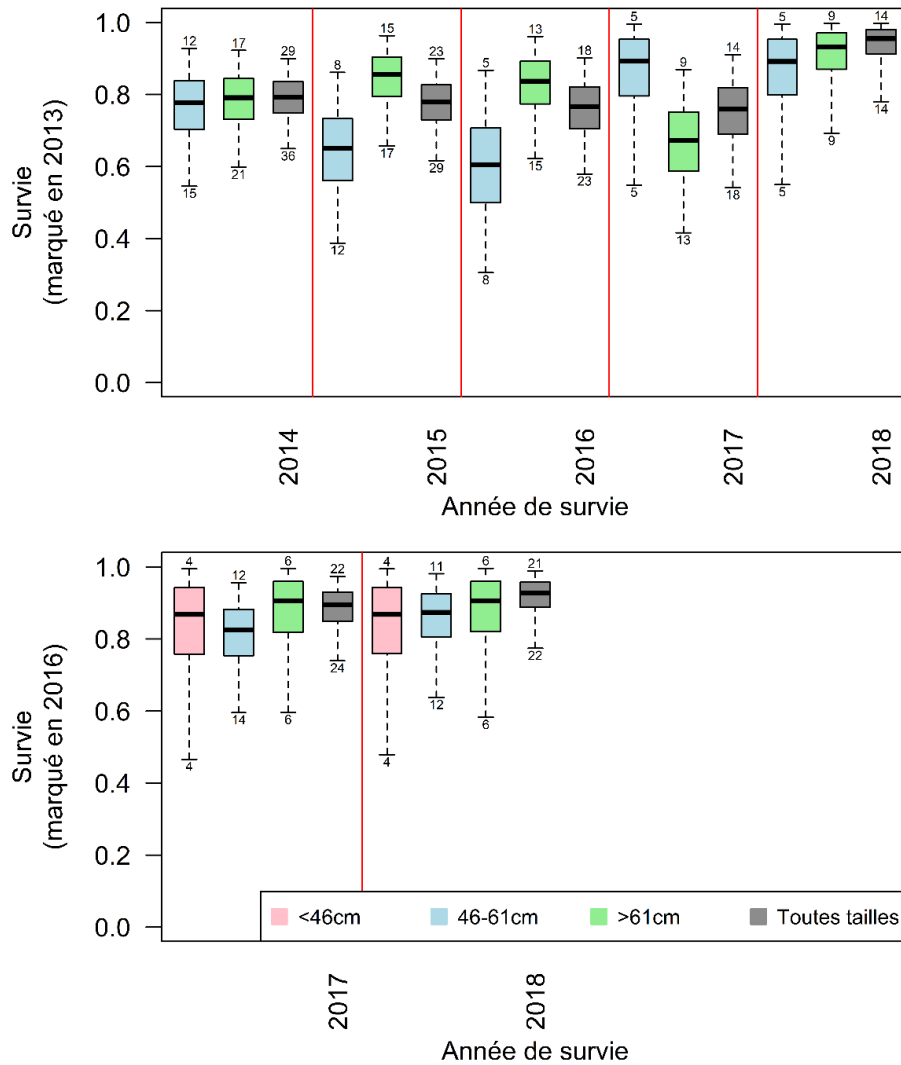 Survie
(marqué en 2013)
1.0
0.8
0.6
0.4
0.2
0.0
12 17 29 8 15 23 5 13 18 5 9 14 5 9 14
15 21 36 12 17 29 8 15 23 5 13 18 5 9 14
2014 2015 2016 2017 2018
Année de survie
Survie
(marqué en 2016)
1.0
0.8
0.6
0.4
0.2
0.0
4 12 6 22 4 11 6 21
4 14 6 24 4 12 6 22
<46cm 46-61cm >61cm Toutes tailles
2017 2018
Année de survie